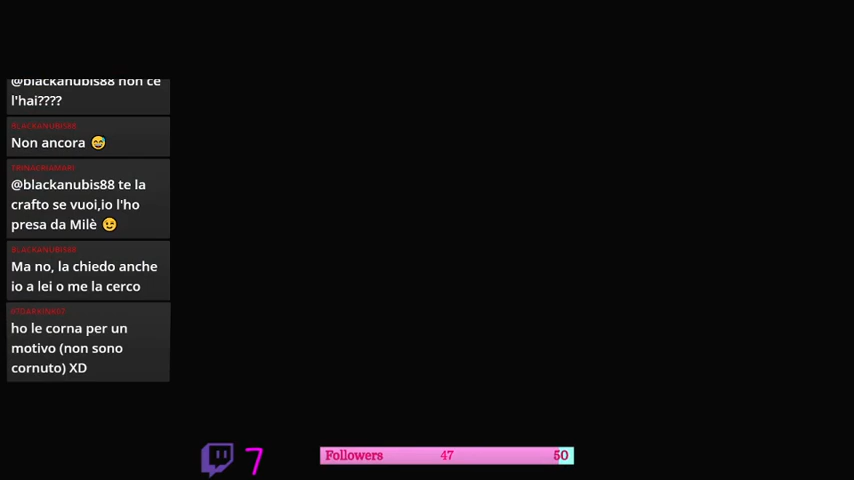 @blackanubis88 non ce
l'hai????
BLACKANUBIS88
Non ancora 😅
@blackanubis88 te la
crafto se vuoi,io l'ho
presa da Milè 😉
BLACKANUBIS88
Ma no, la chiedo anche
io a lei o me la cerco
ho le corna per un
motivo (non sono
cornuto) XD
7
Followers 47 50